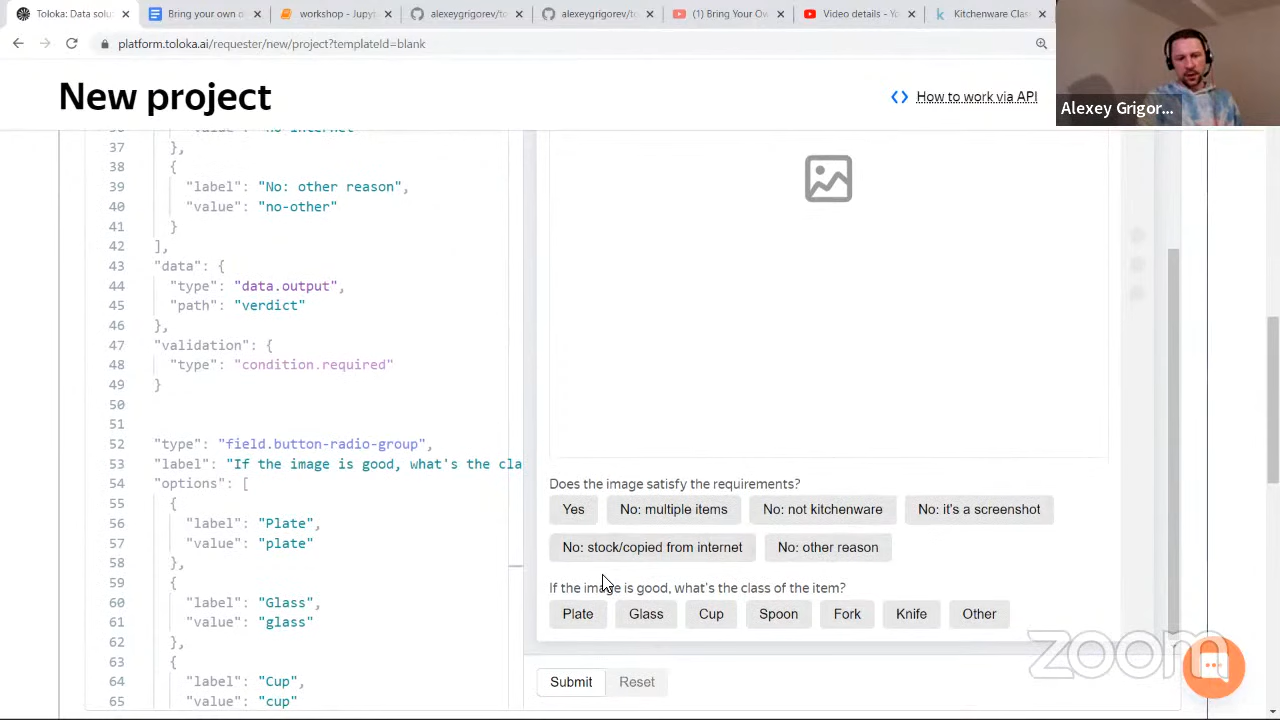 Toloka: Data solu
Bring your own d
workshop - Jupyt
alexeygrigorev/to
alexeygrigorev/to
(1) Bring Your Ow
Video details - Yo
Kitchenware Clas
platform.toloka.ai/requester/new/project?templateId=blank
New project
How to work via API
Alexey Grigor...
37 },
38 {
39 "label": "No: other reason",
40 "value": "no-other"
41 }
42 ],
43 "data": {
44 "type": "data.output",
45 "path": "verdict"
46 },
47 "validation": {
48 "type": "condition.required"
49 }
50
51
52 "type": "field.button-radio-group",
53 "label": "If the image is good, what's the cla
54 "options": [
55 {
56 "label": "Plate",
57 "value": "plate"
58 },
59 {
60 "label": "Glass",
61 "value": "glass"
62 },
63 {
64 "label": "Cup",
65 "value": "cup"
Does the image satisfy the requirements?
Yes
No: multiple items
No: not kitchenware
No: it's a screenshot
No: stock/copied from internet
No: other reason
If the image is good, what's the class of the item?
Plate
Glass
Cup
Spoon
Fork
Knife
Other
Submit
Reset
zoom